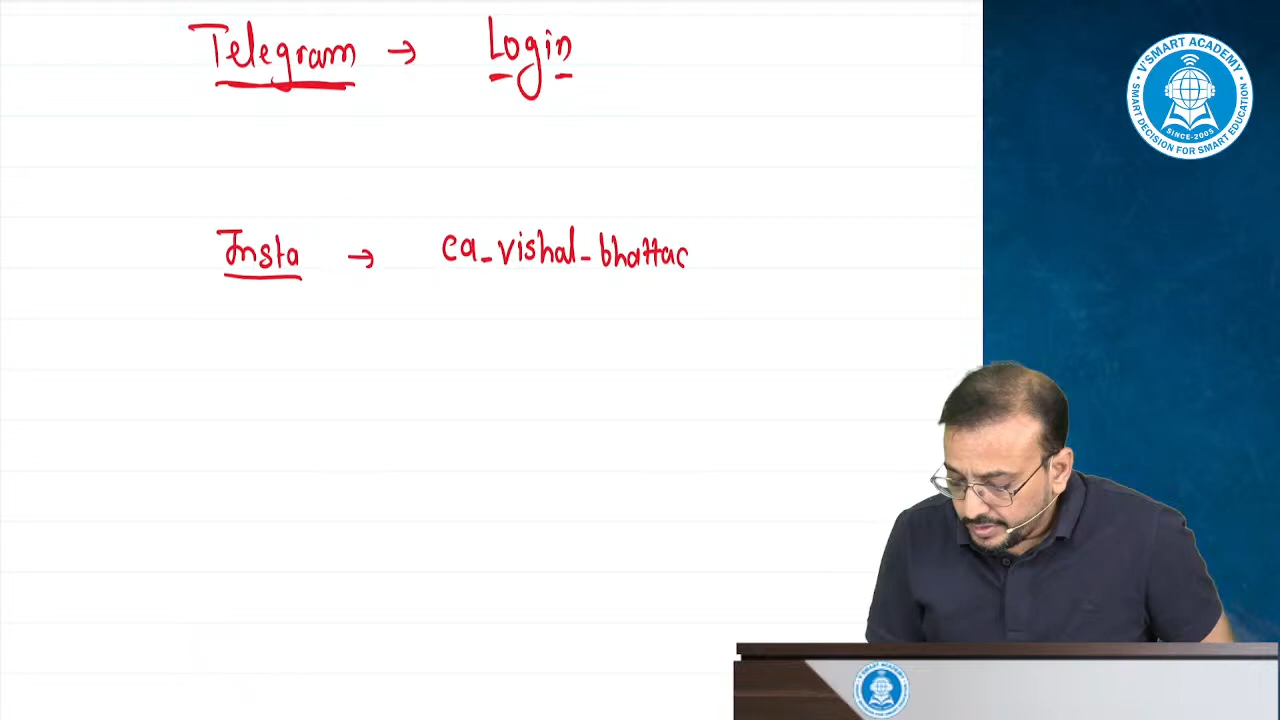 Telegram → Login
Insta → ca_vishal_bhattac
V'SMART ACADEMY
SINCE-2005
SMART DECISION FOR SMART EDUCATION